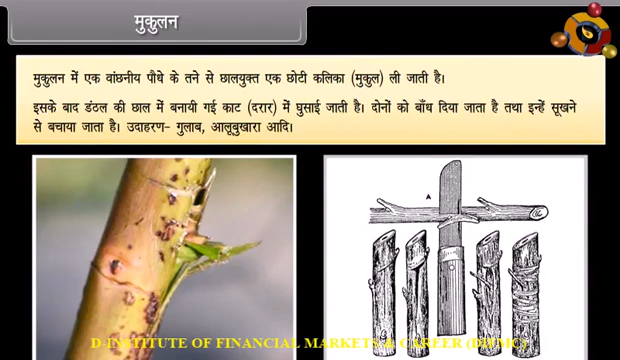 मुकुलन
मुकुलन में एक वांछनीय पौधे के तने से छालयुक्त एक छोटी कलिका (मुकुल) ली जाती है।
इसके बाद डंठल की छाल में बनायी गई काट (दरार) में घुसाई जाती है। दोनों को बाँध दिया जाता है तथा इन्हें सूखने
से बचाया जाता है। उदाहरण- गुलाब, आलूबुखारा आदि।
A
D-INSTITUTE OF FINANCIAL MARKETS & CAREER (DIFMC)